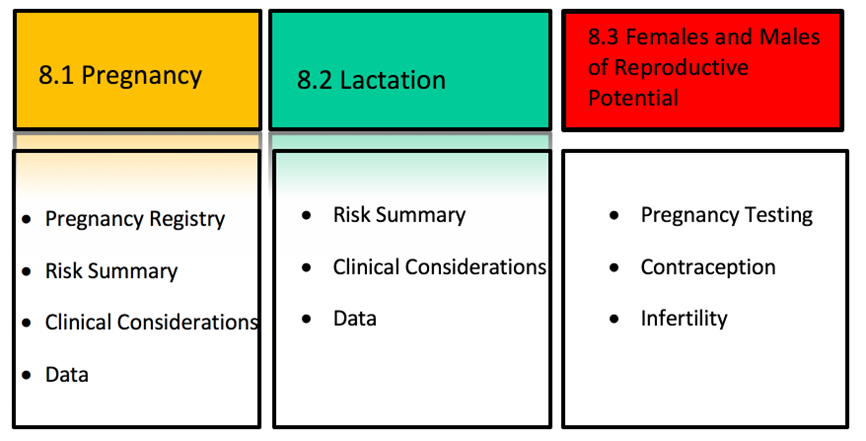 8.1 Pregnancy
8.2 Lactation
8.3 Females and Males
of Reproductive
Potential
• Pregnancy Registry
• Risk Summary
• Clinical Considerations
• Data
• Risk Summary
• Clinical Considerations
• Data
• Pregnancy Testing
• Contraception
• Infertility